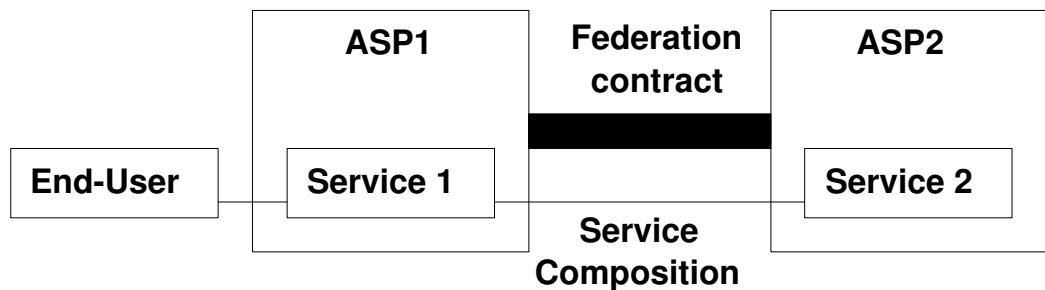 ASP1
Federation
contract
ASP2
End-User
Service 1
Service 2
Service
Composition